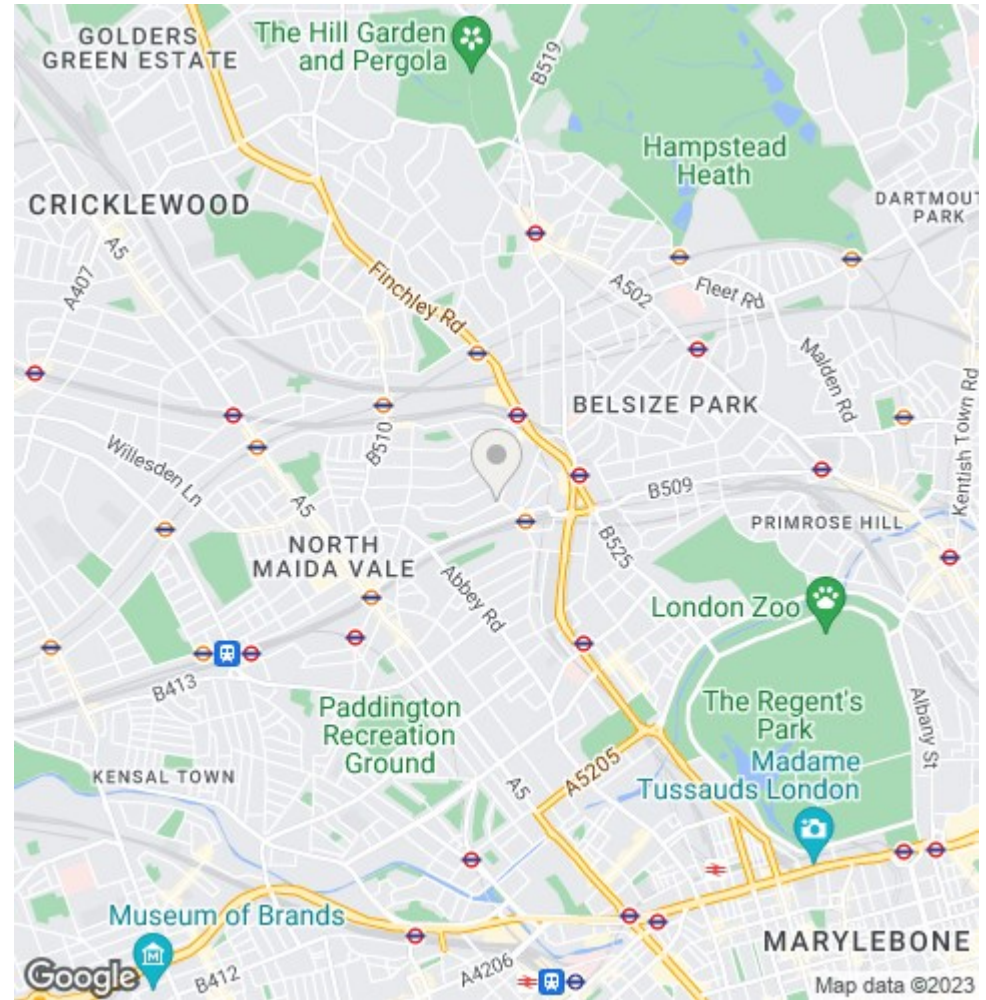 GOLDERS
GREEN ESTATE
The Hill Garden
and Pergola
B519
Hampstead
Heath
DARTMOUT
PARK
CRICKLEWOOD
A5
A407
Finchley Rd
A502
Fleet Rd
Malden Rd
BELSIZE PARK
Kentish Town Rd
B510
Willesden Ln
A5
B509
PRIMROSE HILL
B525
NORTH
MAIDA VALE
Abbey Rd
London Zoo
B413
Paddington
Recreation
Ground
The Regent's
Park
Albany St
KENSAL TOWN
Madame
Tussauds London
A5205
A5
Museum of Brands
M
MARYLEBONE
A4206
B412
Google
Map data ©2023